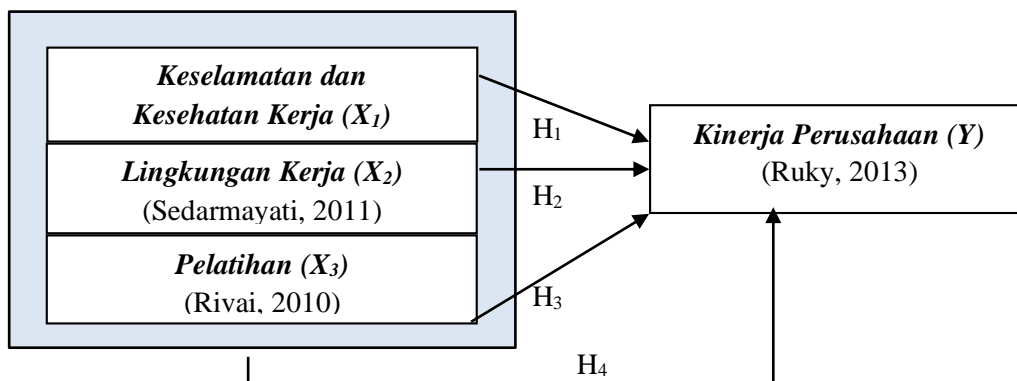 Keselamatan dan
Kesehatan Kerja (X₁)
H₁
Kinerja Perusahaan (Y)
(Ruky, 2013)
Lingkungan Kerja (X₂)
(Sedarmayati, 2011)
H₂
Pelatihan (X₃)
(Rivai, 2010)
H₃
H₄